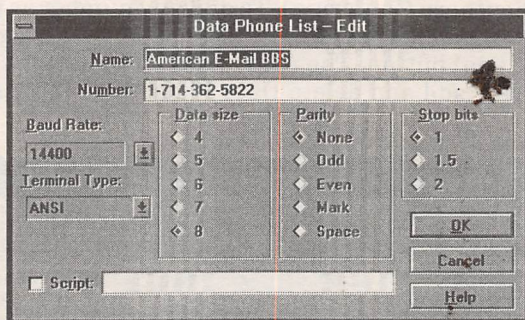 Data Phone List – Edit
Name: American E-Mail BBS
Number: 1-714-362-5822
Baud Rate:
14400
Terminal Type:
ANSI
Data size
4
5
6
7
8
Parity
None
Odd
Even
Mark
Space
Stop bits
1
1.5
2
OK
Cancel
Help
Script: